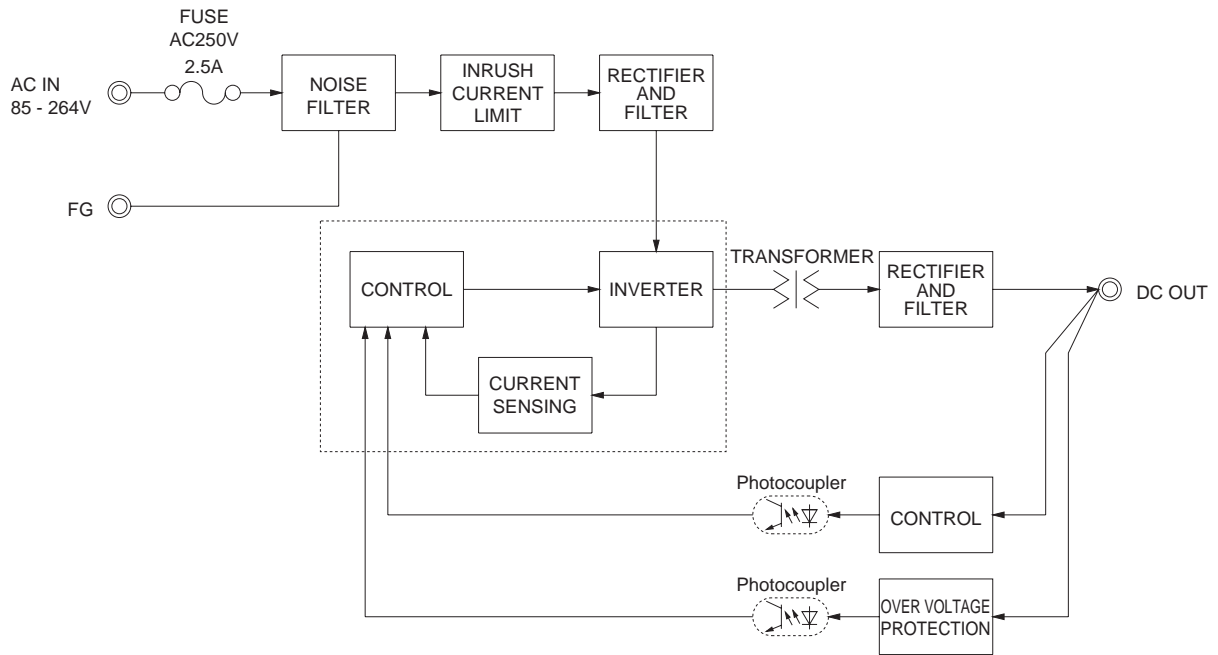 FUSE
AC250V
2.5A
AC IN
85 - 264V
NOISE
FILTER
INRUSH
CURRENT
LIMIT
RECTIFIER
AND
FILTER
FG
CONTROL
INVERTER
TRANSFORMER
RECTIFIER
AND
FILTER
DC OUT
CURRENT
SENSING
Photocoupler
CONTROL
Photocoupler
OVER VOLTAGE
PROTECTION